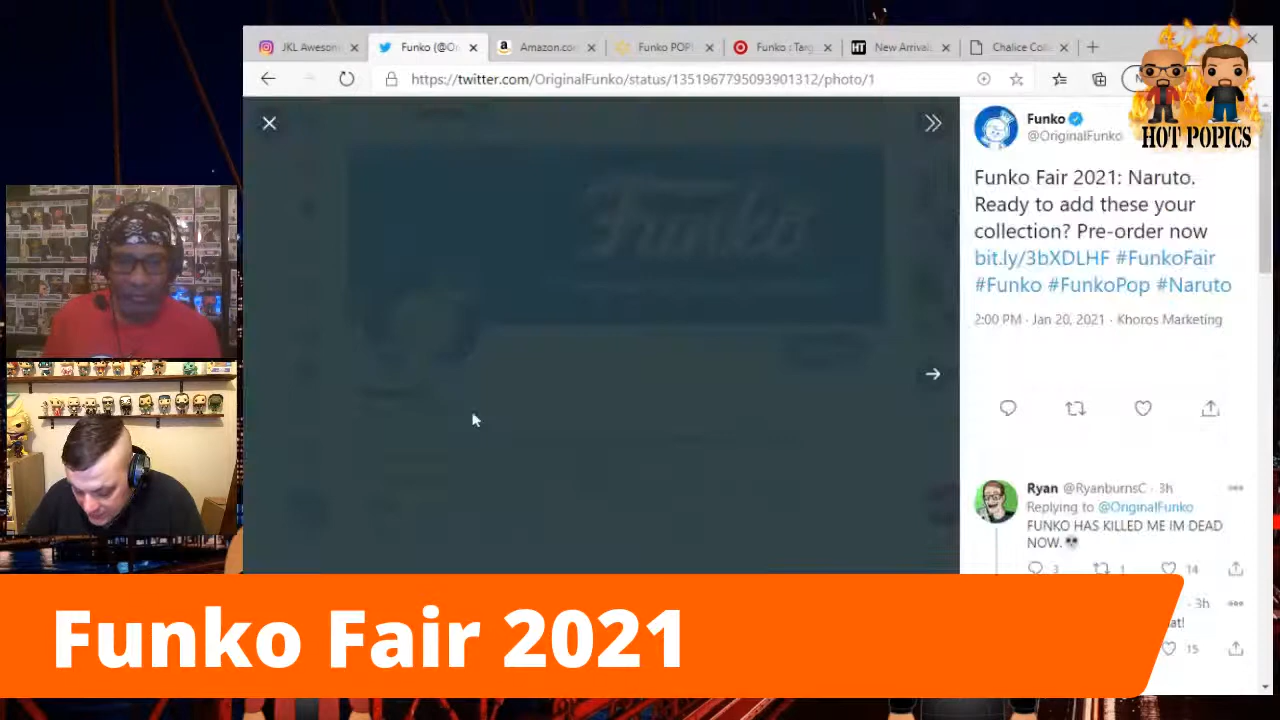 JKL Awesom
Funko (@Or
Amazon.co
Funko POP!
Funko : Targ
HT
New Arrival
Chalice Coll
https://twitter.com/OriginalFunko/status/1351967795093901312/photo/1
HOT POPICS
Funko
Funko
@OriginalFunko
Funko Fair 2021: Naruto.
Ready to add these your
collection? Pre-order now
bit.ly/3bXDLHF #FunkoFair
#Funko #FunkoPop #Naruto
2:00 PM · Jan 20, 2021 · Khoros Marketing
Ryan @RyanburnsC · 3h
Replying to @OriginalFunko
FUNKO HAS KILLED ME IM DEAD
NOW.
3 1 14
· 3h
at!
15
Funko Fair 2021